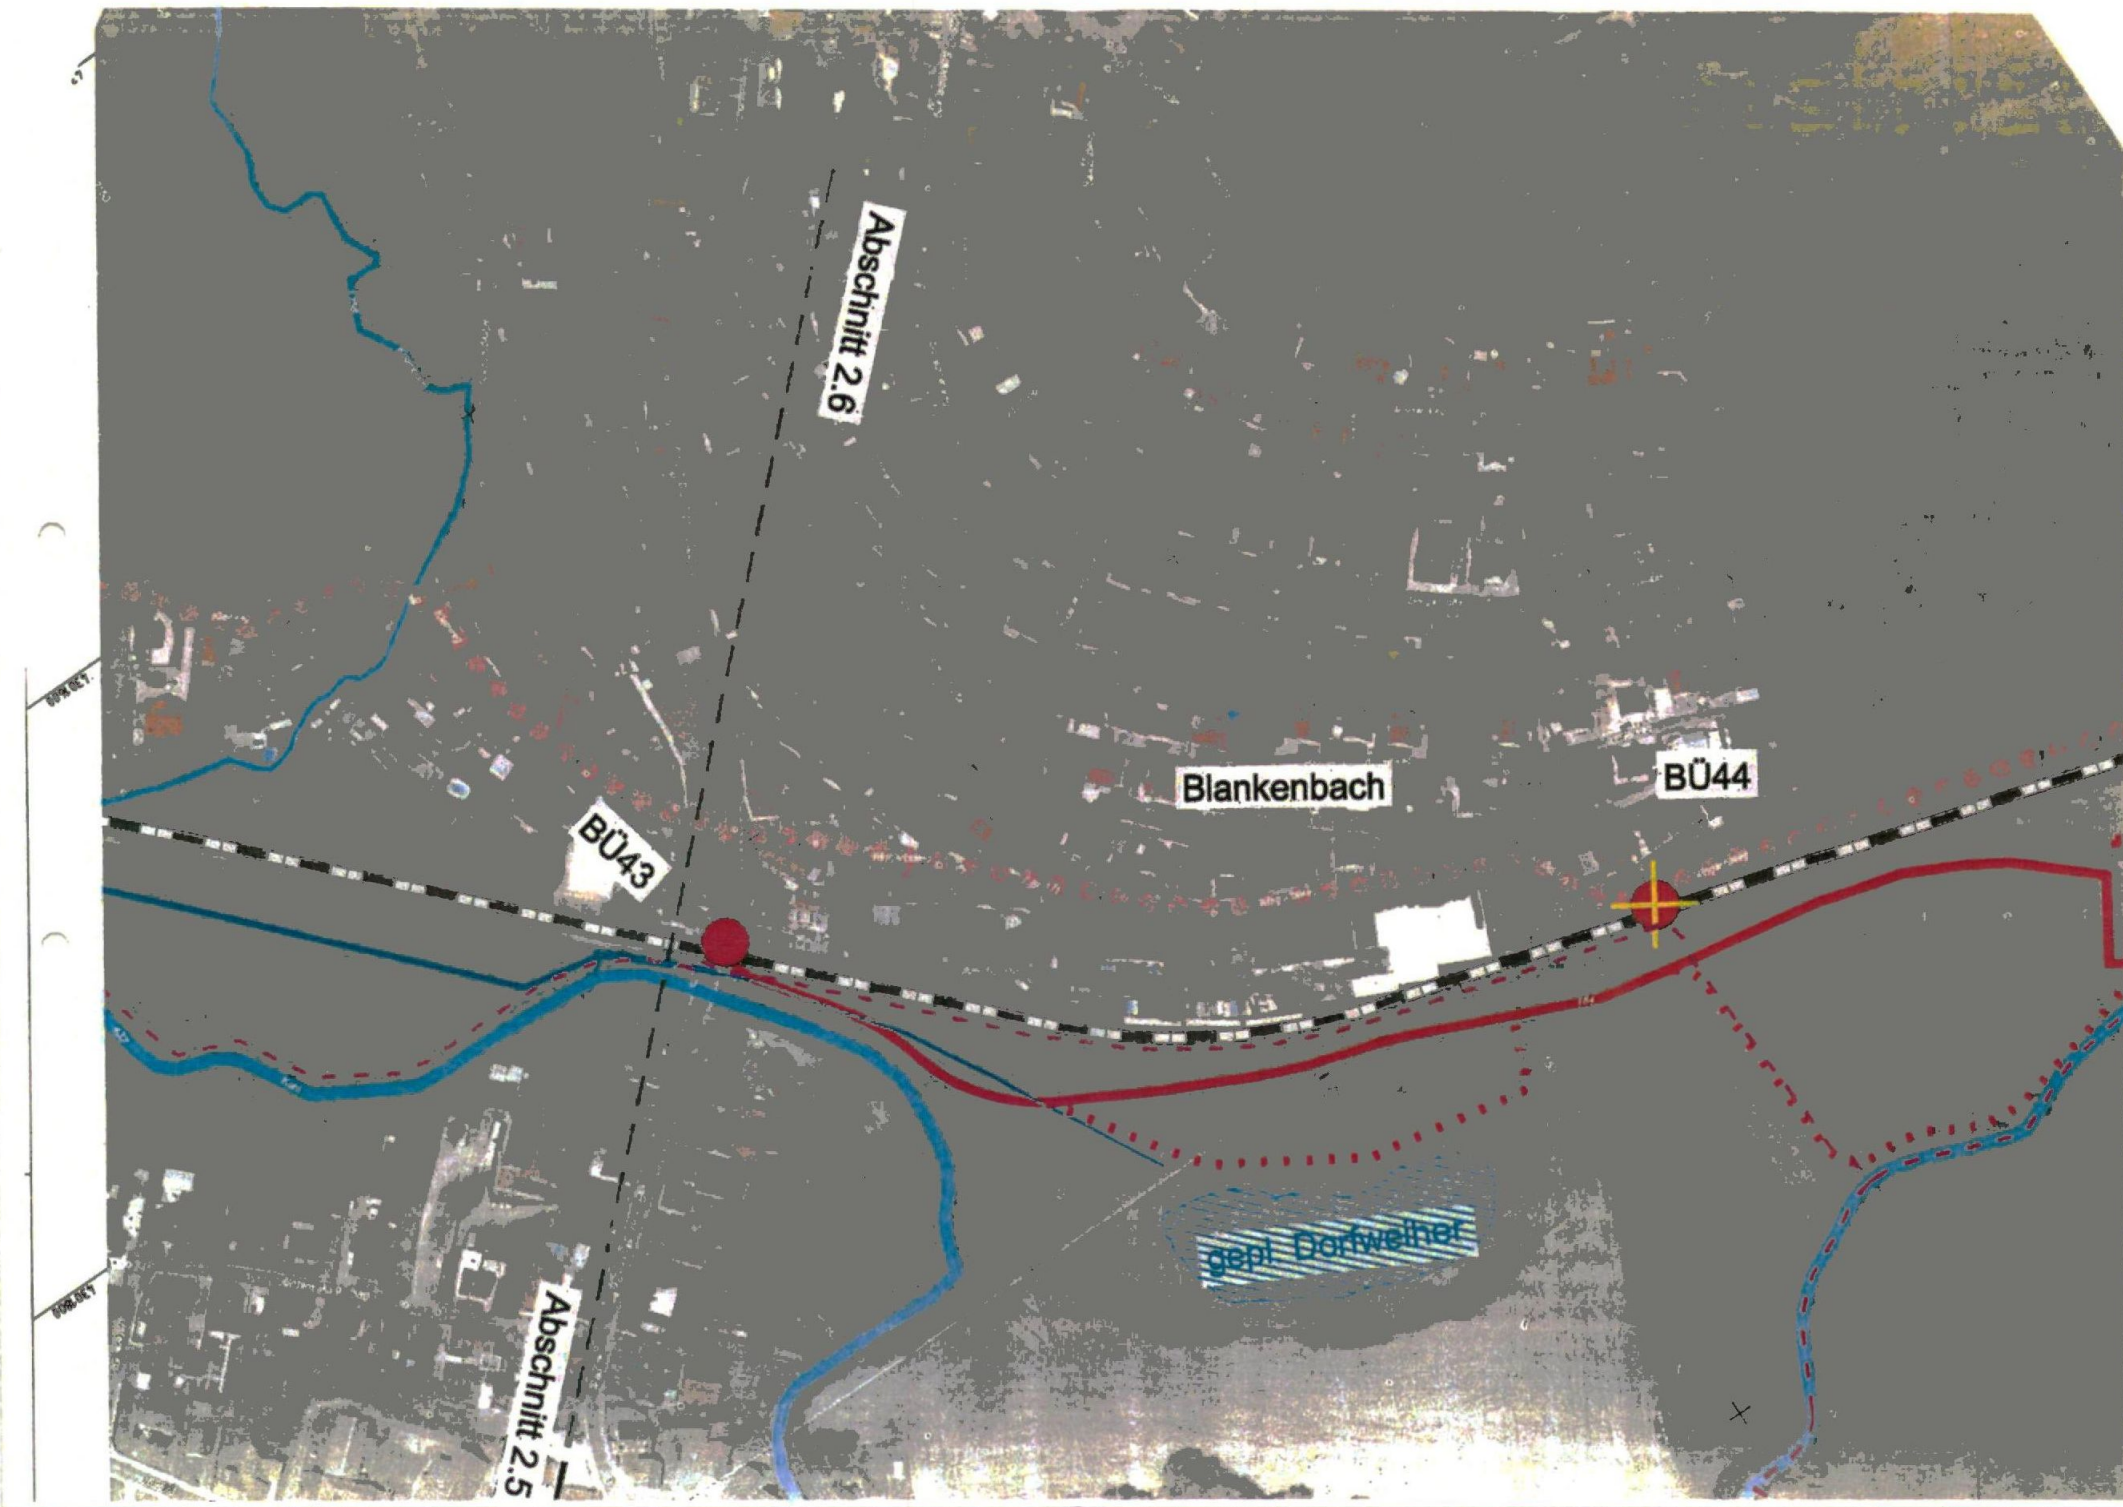 Abschnitt 2.6
BÜ43
Blankenbach
BÜ44
gepl. Dorfweiher
Abschnitt 2.5